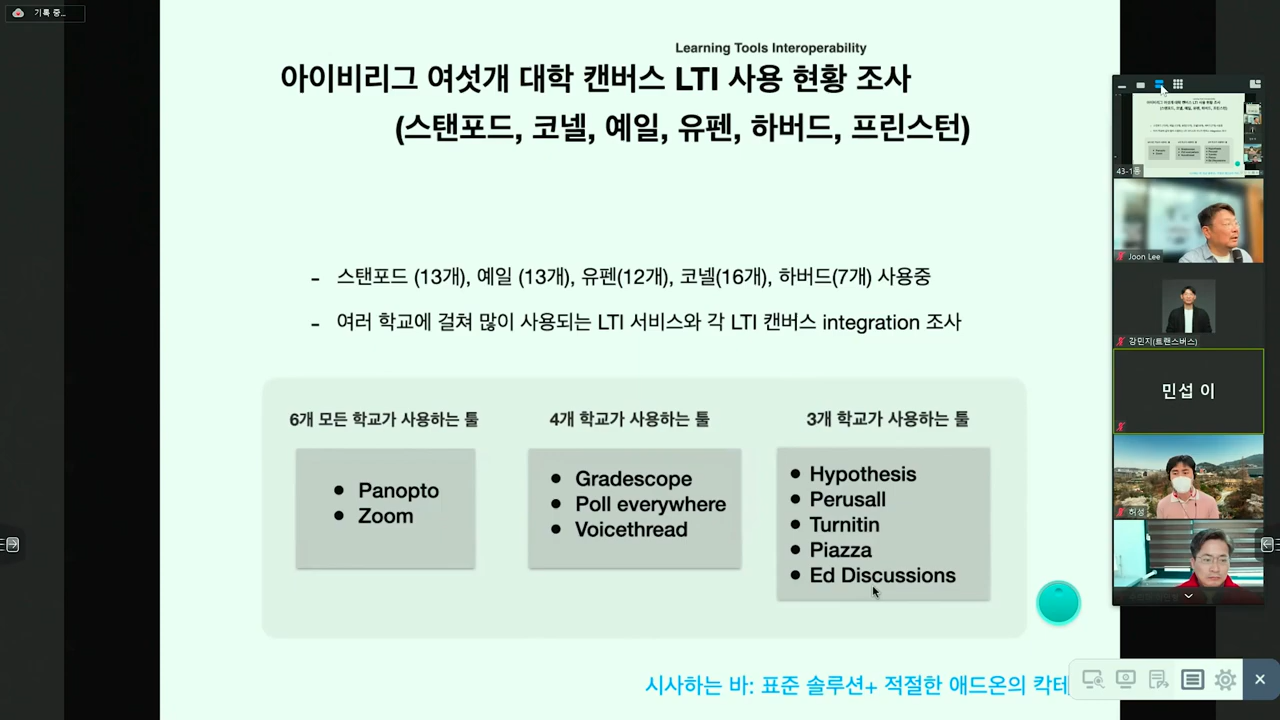 기록 중...
Learning Tools Interoperability
아이비리그 여섯개 대학 캔버스 LTI 사용 현황 조사
(스탠포드, 코넬, 예일, 유펜, 하버드, 프린스턴)
- 스탠포드 (13개), 예일 (13개), 유펜(12개), 코넬(16개), 하버드(7개) 사용중
- 여러 학교에 걸쳐 많이 사용되는 LTI 서비스와 각 LTI 캔버스 integration 조사
6개 모든 학교가 사용하는 툴
• Panopto
• Zoom
4개 학교가 사용하는 툴
• Gradescope
• Poll everywhere
• Voicethread
3개 학교가 사용하는 툴
• Hypothesis
• Perusall
• Turnitin
• Piazza
• Ed Discussions
시사하는 바: 표준 솔루션+ 적절한 애드온의 칵테
43-1동
Joon Lee
강민지(트랜스버스)
민섭 이
허성